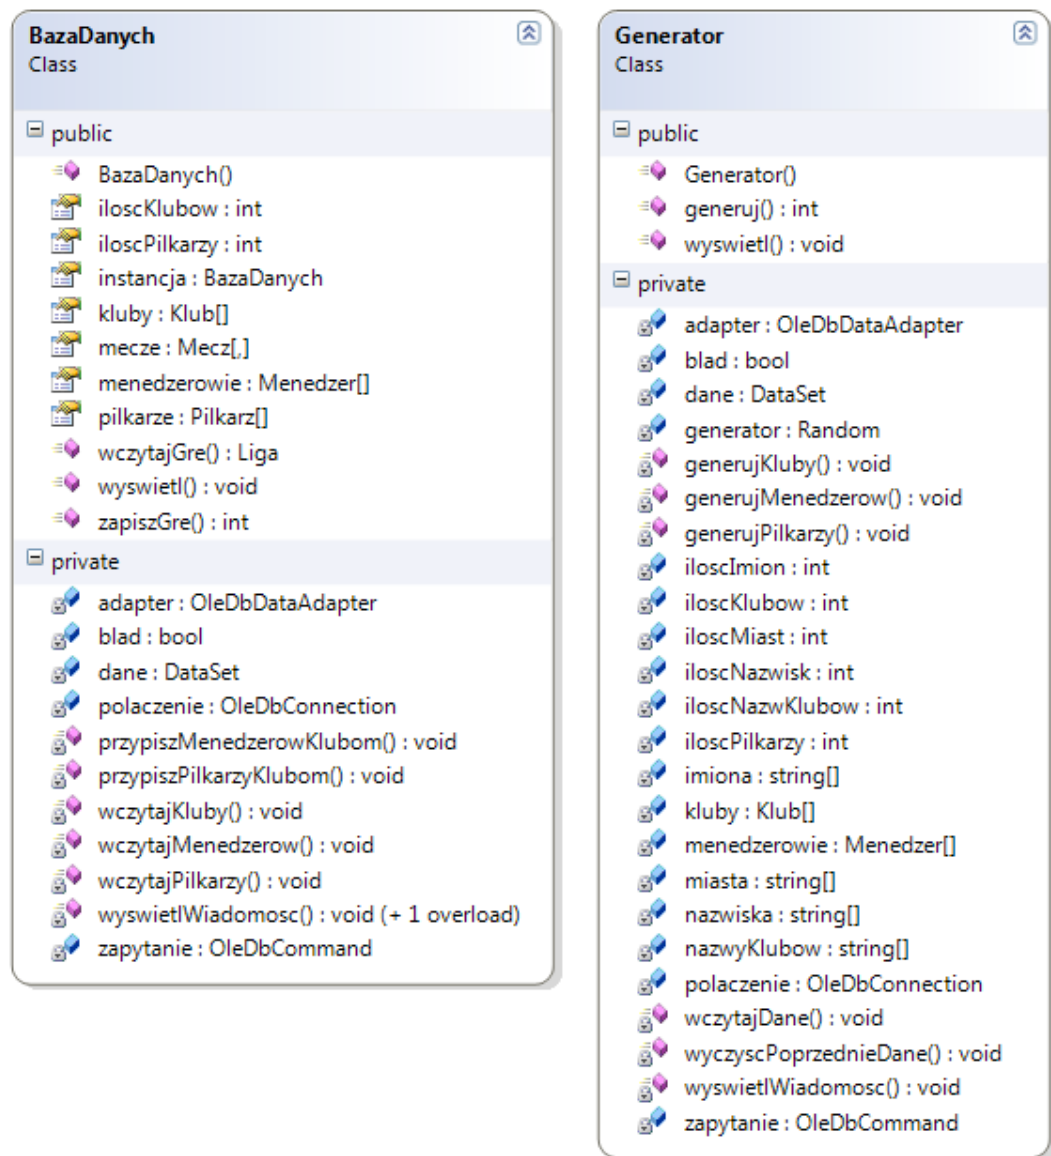 BazaDanych
Class
public
BazaDanych()
iloscKlubow : int
iloscPilkarzy : int
instancja : BazaDanych
kluby : Klub[]
mecze : Mecz[,]
menedzerowie : Menedzer[]
pilkarze : Pilkarz[]
wczytajGre() : Liga
wyswietl() : void
zapiszGre() : int
private
adapter : OleDbDataAdapter
blad : bool
dane : DataSet
polaczenie : OleDbConnection
przypiszMenedzerowKlubom() : void
przypiszPilkarzyKlubom() : void
wczytajKluby() : void
wczytajMenedzerow() : void
wczytajPilkarzy() : void
wyswietlWiadomosc() : void (+ 1 overload)
zapytanie : OleDbCommand
Generator
Class
public
Generator()
generuj() : int
wyswietl() : void
private
adapter : OleDbDataAdapter
blad : bool
dane : DataSet
generator : Random
generujKluby() : void
generujMenedzerow() : void
generujPilkarzy() : void
iloscImion : int
iloscKlubow : int
iloscMiast : int
iloscNazwisk : int
iloscNazwKlubow : int
iloscPilkarzy : int
imiona : string[]
kluby : Klub[]
menedzerowie : Menedzer[]
miasta : string[]
nazwiska : string[]
nazwyKlubow : string[]
polaczenie : OleDbConnection
wczytajDane() : void
wyczyscPoprzednieDane() : void
wyswietlWiadomosc() : void
zapytanie : OleDbCommand